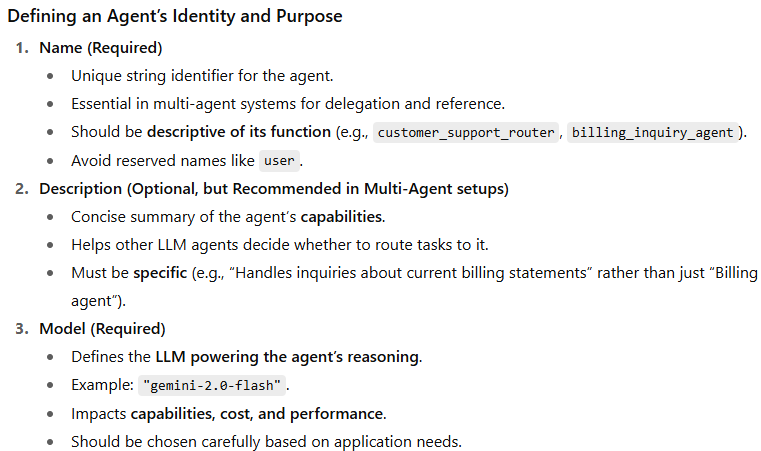 Defining an Agent’s Identity and Purpose
1. Name (Required)
• Unique string identifier for the agent.
• Essential in multi-agent systems for delegation and reference.
• Should be descriptive of its function (e.g., customer_support_router, billing_inquiry_agent).
• Avoid reserved names like user.
2. Description (Optional, but Recommended in Multi-Agent setups)
• Concise summary of the agent’s capabilities.
• Helps other LLM agents decide whether to route tasks to it.
• Must be specific (e.g., “Handles inquiries about current billing statements” rather than just “Billing
agent”).
3. Model (Required)
• Defines the LLM powering the agent’s reasoning.
• Example: "gemini-2.0-flash".
• Impacts capabilities, cost, and performance.
• Should be chosen carefully based on application needs.